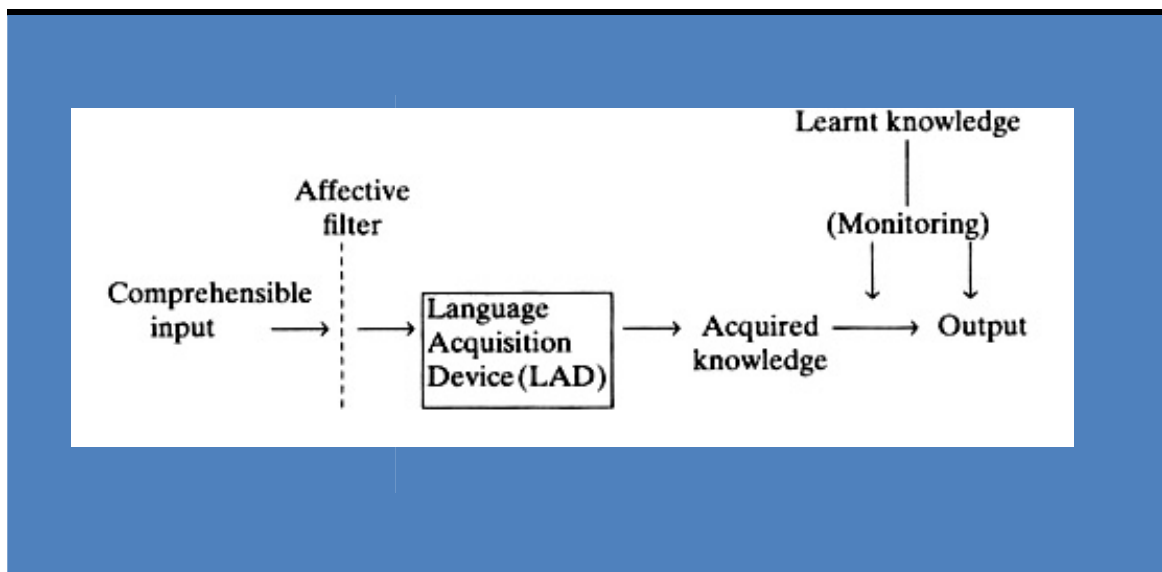 Learnt knowledge
Affective
filter
(Monitoring)
Comprehensible
input
Language
Acquisition
Device (LAD)
Acquired
knowledge
Output